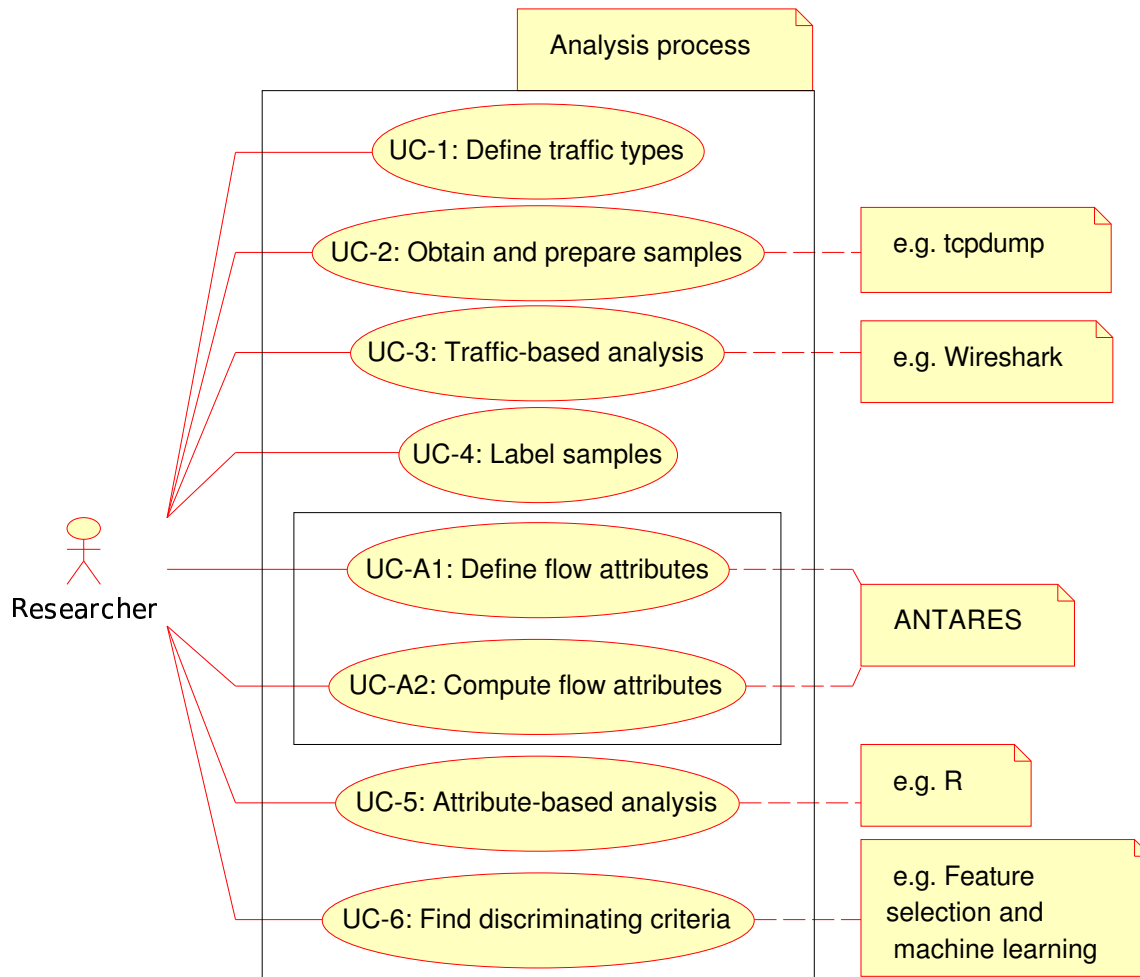 Analysis process
UC-1: Define traffic types
UC-2: Obtain and prepare samples
e.g. tcpdump
UC-3: Traffic-based analysis
e.g. Wireshark
UC-4: Label samples
UC-A1: Define flow attributes
Researcher
ANTARES
UC-A2: Compute flow attributes
UC-5: Attribute-based analysis
e.g. R
UC-6: Find discriminating criteria
e.g. Feature
selection and
machine learning